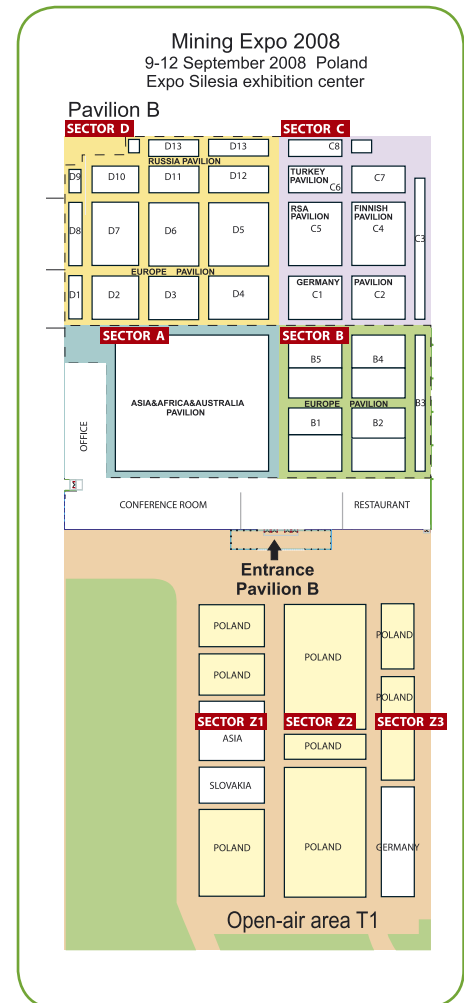 Mining Expo 2008
9-12 September 2008 Poland
Expo Silesia exhibition center
Pavilion B
SECTOR D
SECTOR C
D13
D13
C8
RUSSIA PAVILION
D9
D10
D11
D12
TURKEY
PAVILION
C6
C7
D8
D7
D6
D5
RSA
PAVILION
C5
FINNISH
PAVILION
C4
C3
EUROPE PAVILION
D1
D2
D3
D4
GERMANY
C1
PAVILION
C2
SECTOR A
SECTOR B
B5
B4
ASIA&AFRICA&AUSTRALIA
PAVILION
EUROPE PAVILION
B3
B1
B2
OFFICE
CONFERENCE ROOM
RESTAURANT
Entrance
Pavilion B
POLAND
POLAND
POLAND
POLAND
POLAND
SECTOR Z1
SECTOR Z2
SECTOR Z3
ASIA
POLAND
SLOVAKIA
POLAND
POLAND
GERMANY
Open-air area T1